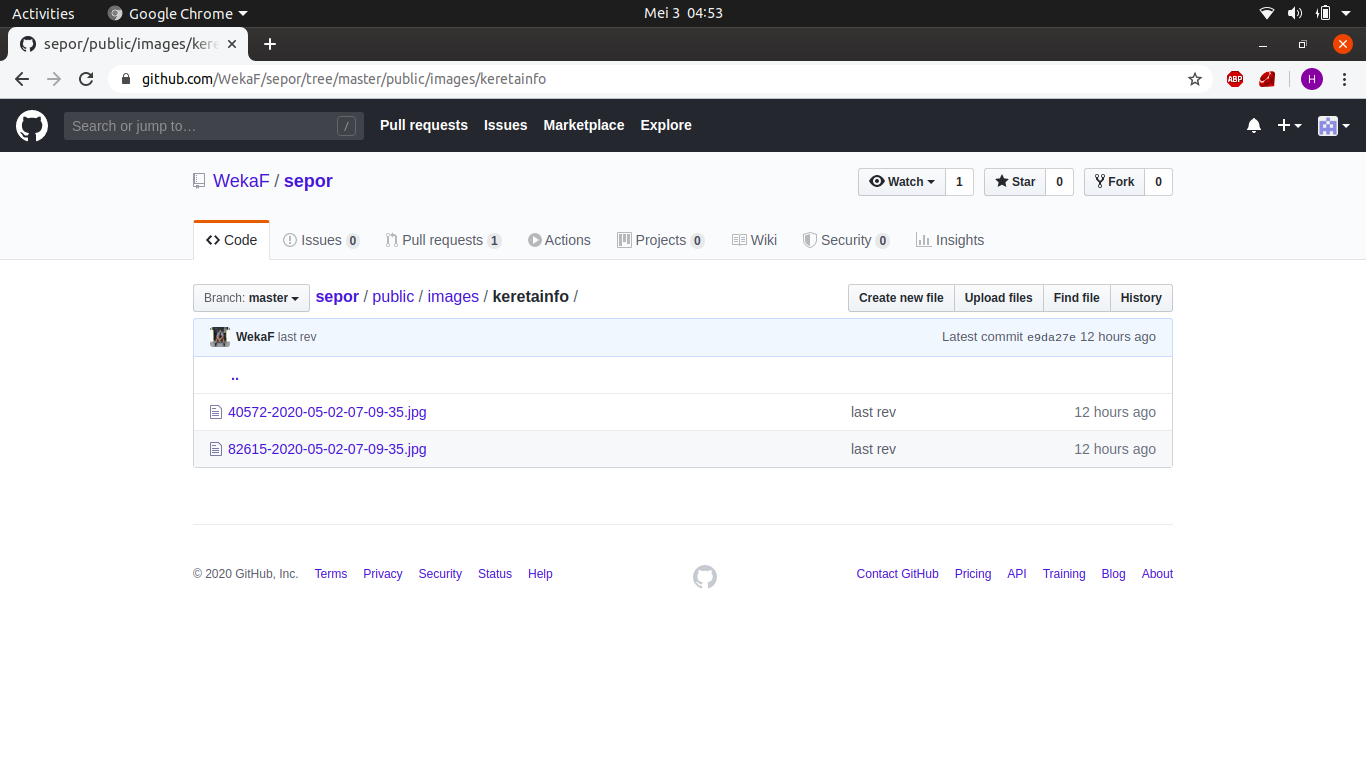 Activities Google Chrome Mei 3 04:53
sepor/public/images/kere
github.com/WekaF/sepor/tree/master/public/images/keretainfo ABP H
Search or jump to… / Pull requests Issues Marketplace Explore
WekaF / sepor Watch 1 Star 0 Fork 0
Code Issues 0 Pull requests 1 Actions Projects 0 Wiki Security 0 Insights
Branch: master sepor / public / images / keretainfo / Create new file Upload files Find file History
WekaF last rev Latest commit e9da27e 12 hours ago
..
40572-2020-05-02-07-09-35.jpg last rev 12 hours ago
82615-2020-05-02-07-09-35.jpg last rev 12 hours ago
© 2020 GitHub, Inc. Terms Privacy Security Status Help Contact GitHub Pricing API Training Blog About